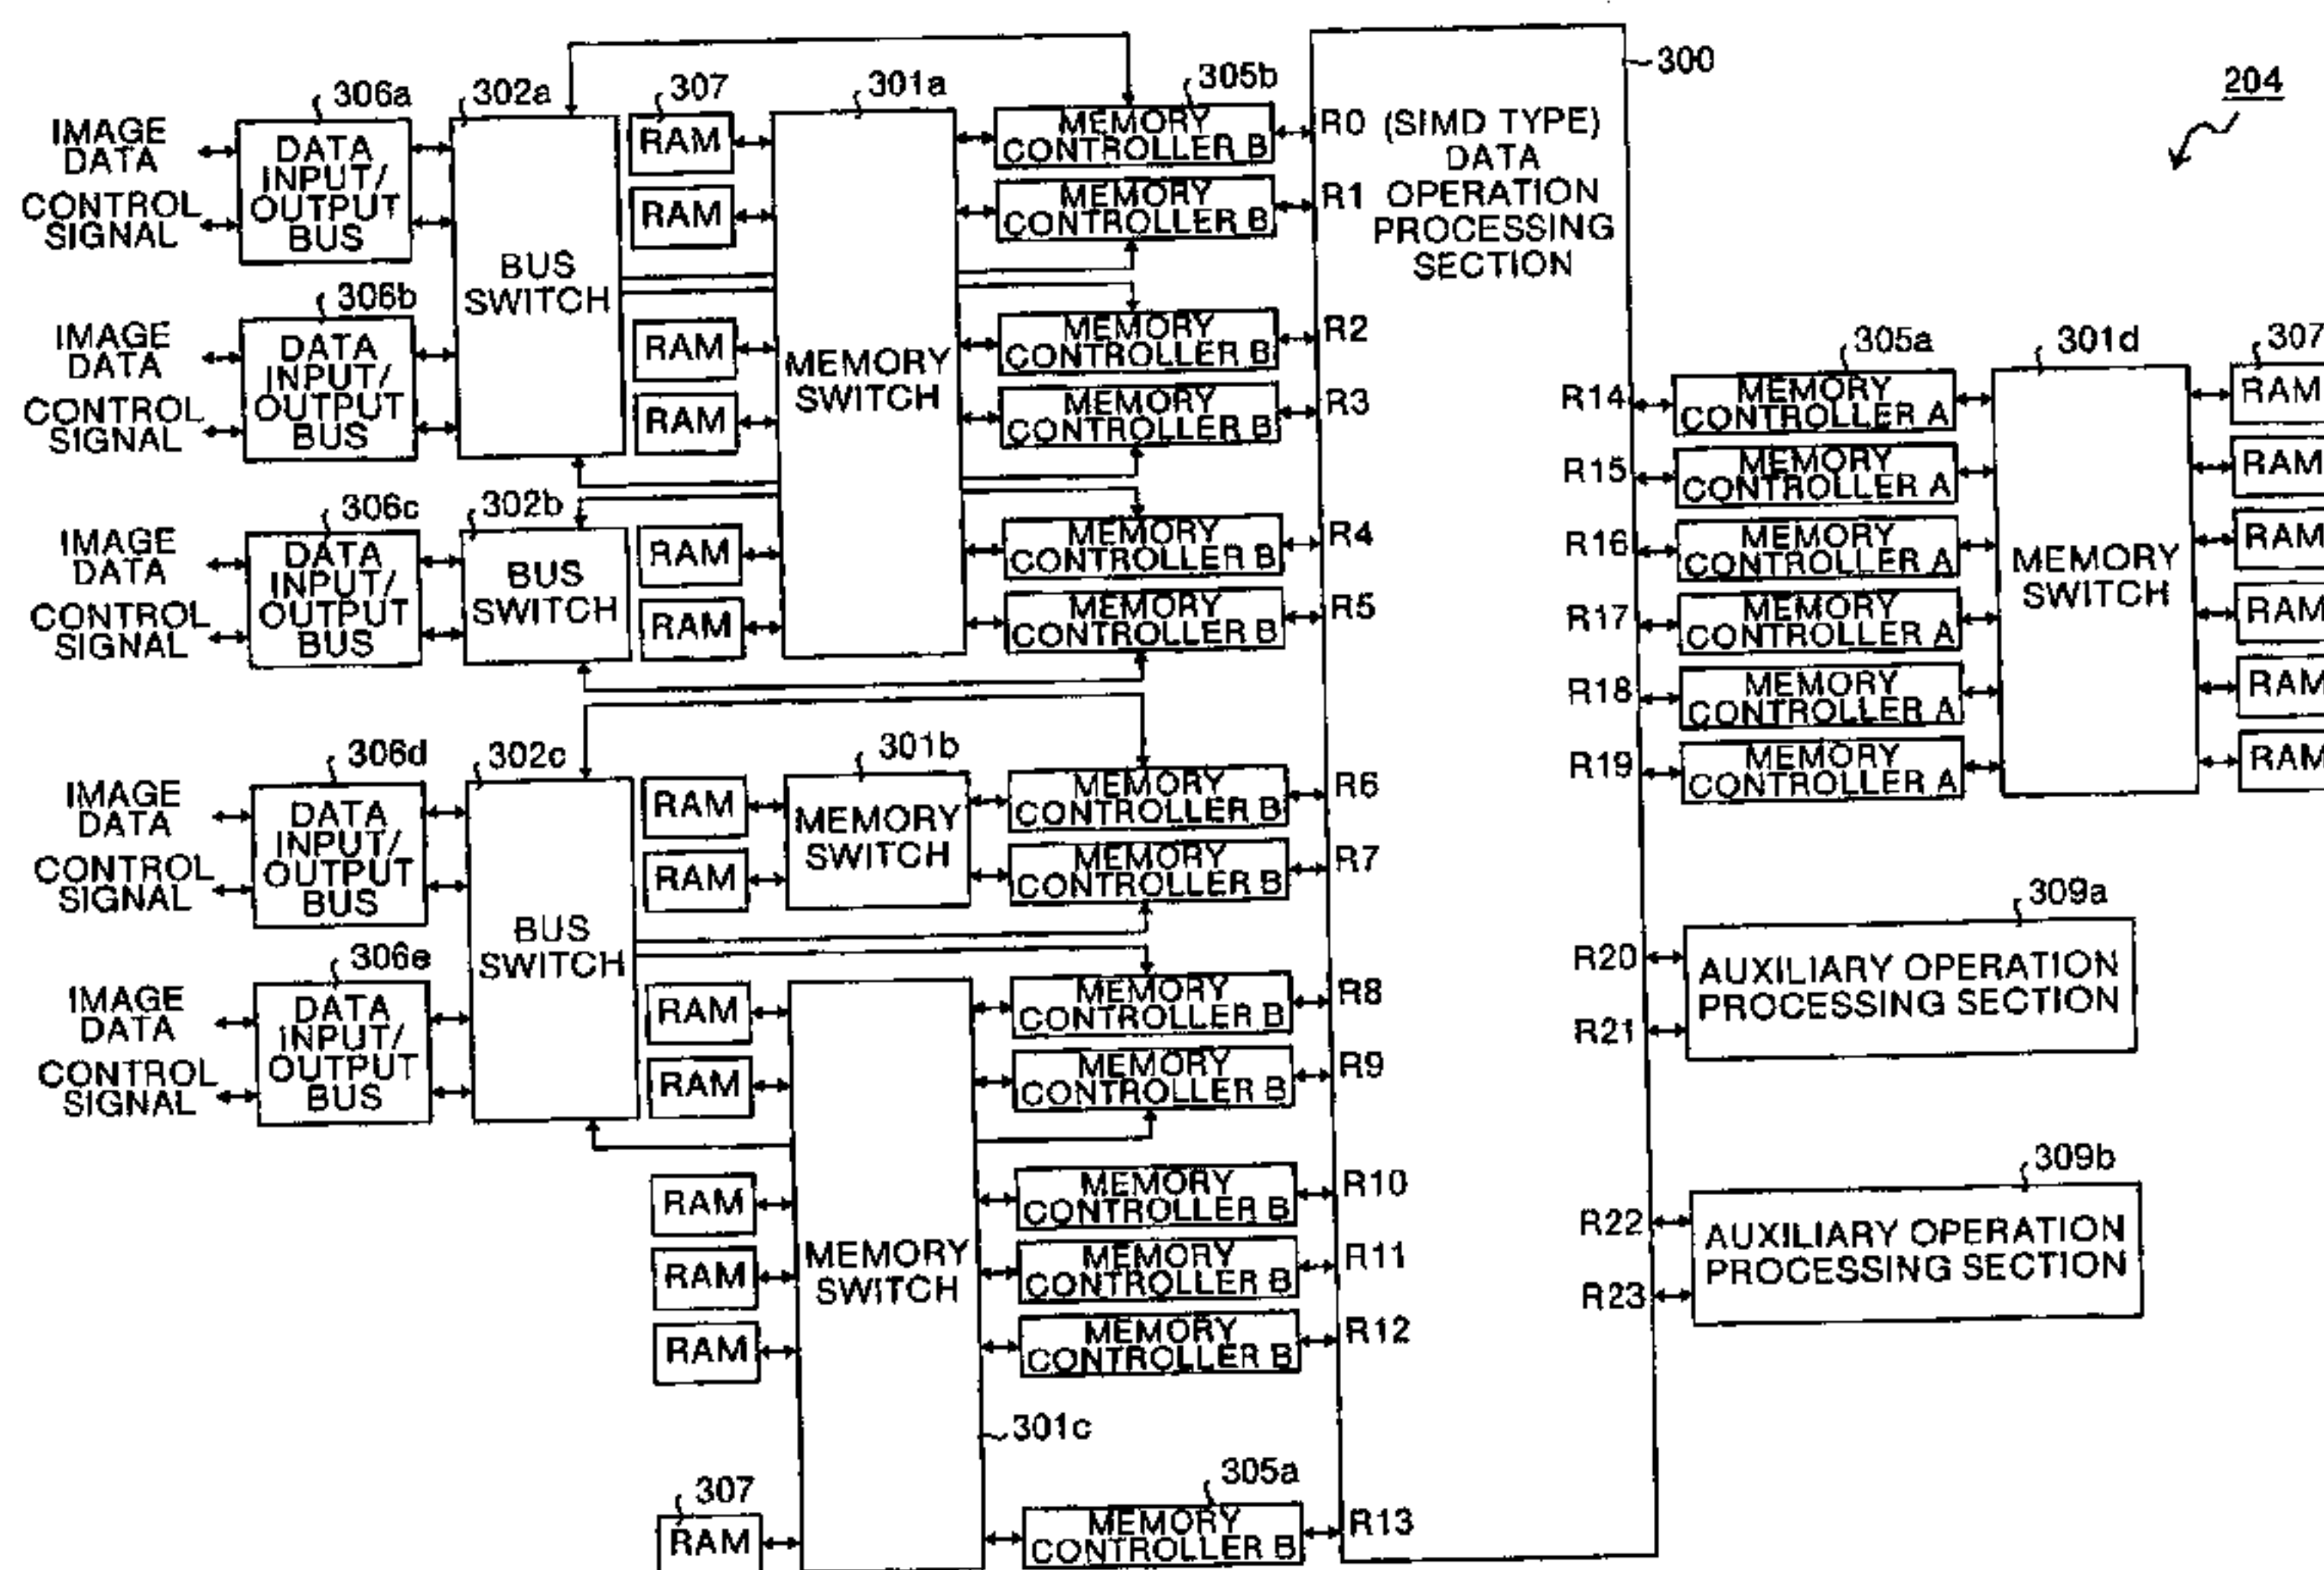 204
300
306a
302a
307
301a
305b
IMAGE
DATA
CONTROL
SIGNAL
DATA
INPUT/
OUTPUT
BUS
BUS
SWITCH
RAM
RAM
MEMORY
CONTROLLER B
MEMORY
CONTROLLER B
R0
R1
(SIMD TYPE)
DATA
OPERATION
PROCESSING
SECTION
306b
IMAGE
DATA
CONTROL
SIGNAL
DATA
INPUT/
OUTPUT
BUS
RAM
RAM
MEMORY
SWITCH
MEMORY
CONTROLLER B
MEMORY
CONTROLLER B
R2
R3
306c
302b
IMAGE
DATA
CONTROL
SIGNAL
DATA
INPUT/
OUTPUT
BUS
BUS
SWITCH
RAM
RAM
MEMORY
CONTROLLER B
MEMORY
CONTROLLER B
R4
R5
306d
302c
301b
IMAGE
DATA
CONTROL
SIGNAL
DATA
INPUT/
OUTPUT
BUS
BUS
SWITCH
RAM
RAM
MEMORY
SWITCH
MEMORY
CONTROLLER B
MEMORY
CONTROLLER B
R6
R7
306e
IMAGE
DATA
CONTROL
SIGNAL
DATA
INPUT/
OUTPUT
BUS
RAM
RAM
MEMORY
CONTROLLER B
MEMORY
CONTROLLER B
R8
R9
RAM
RAM
RAM
MEMORY
SWITCH
MEMORY
CONTROLLER B
MEMORY
CONTROLLER B
MEMORY
CONTROLLER B
R10
R11
R12
301c
307
RAM
305a
MEMORY
CONTROLLER B
R13
305a
301d
307
R14
MEMORY
CONTROLLER A
RAM
R15
MEMORY
CONTROLLER A
RAM
R16
MEMORY
CONTROLLER A
MEMORY
SWITCH
RAM
R17
MEMORY
CONTROLLER A
RAM
R18
MEMORY
CONTROLLER A
RAM
R19
MEMORY
CONTROLLER A
RAM
309a
R20
R21
AUXILIARY OPERATION
PROCESSING SECTION
309b
R22
R23
AUXILIARY OPERATION
PROCESSING SECTION